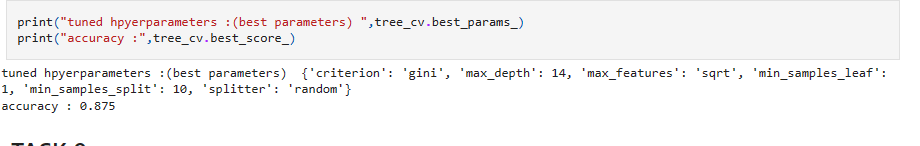 print("tuned hpyerparameters :(best parameters) ",tree_cv.best_params_)
print("accuracy :",tree_cv.best_score_)
tuned hpyerparameters :(best parameters)  {'criterion': 'gini', 'max_depth': 14, 'max_features': 'sqrt', 'min_samples_leaf':
1, 'min_samples_split': 10, 'splitter': 'random'}
accuracy : 0.875